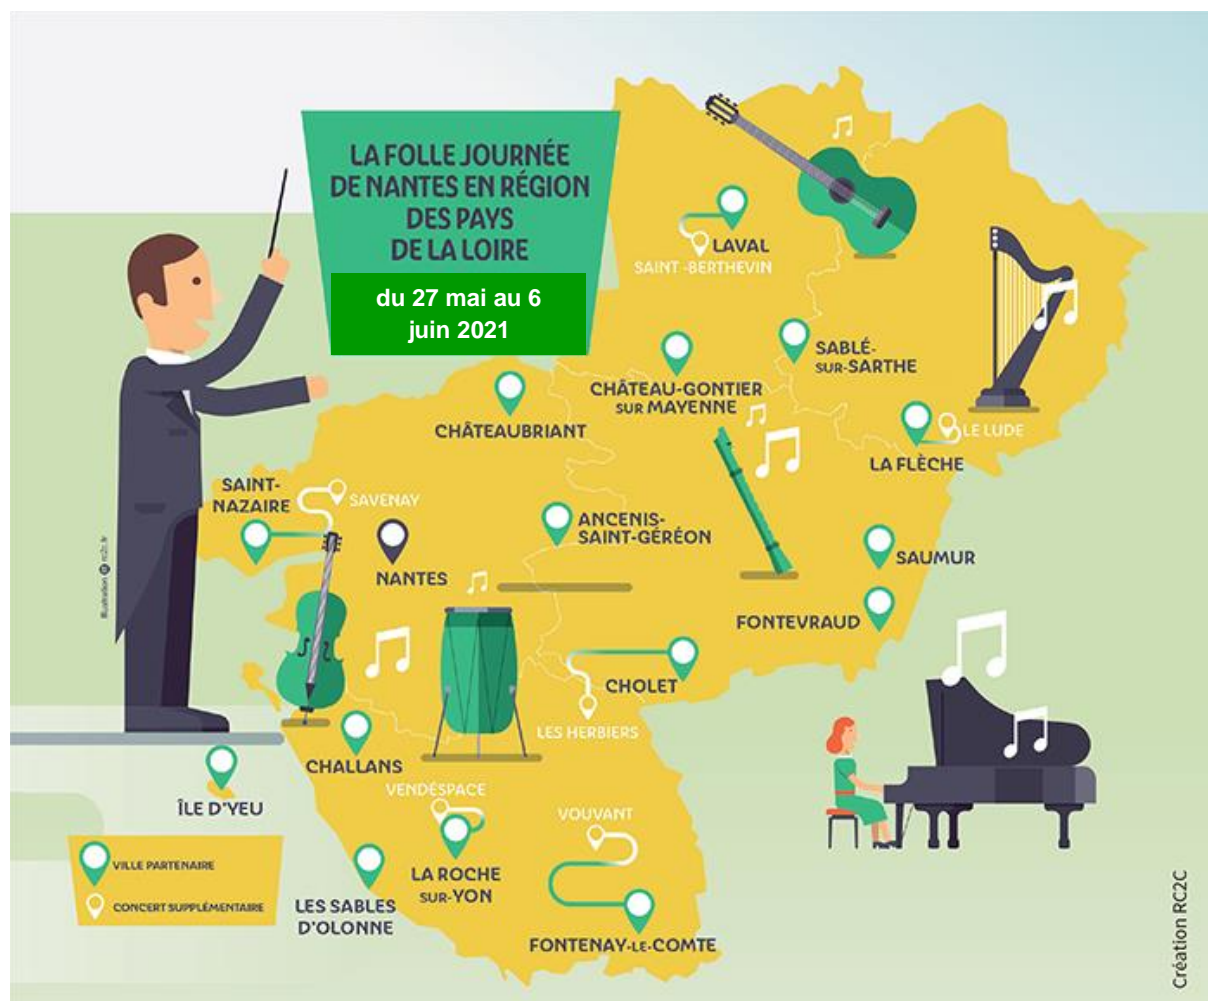 LA FOLLE JOURNÉE
DE NANTES EN RÉGION
DES PAYS
DE LA LOIRE
du 27 mai au 6
juin 2021
LAVAL
SAINT-BERTHEVIN
SABLÉ-
SUR-SARTHE
CHÂTEAU-GONTIER
SUR MAYENNE
CHÂTEAUBRIANT
LE LUDE
LA FLÈCHE
SAINT-
NAZAIRE
SAVENAY
ANCENIS-
SAINT-GÉRÉON
NANTES
SAUMUR
FONTEVRAUD
CHOLET
LES HERBIERS
CHALLANS
ÎLE D'YEU
VENDÉSPACE
VOUVANT
LA ROCHE
SUR-YON
LES SABLES
D'OLONNE
FONTENAY-LE-COMTE
VILLE PARTENAIRE
CONCERT SUPPLÉMENTAIRE
Illustration @ rc2c.fr
Création RC2C